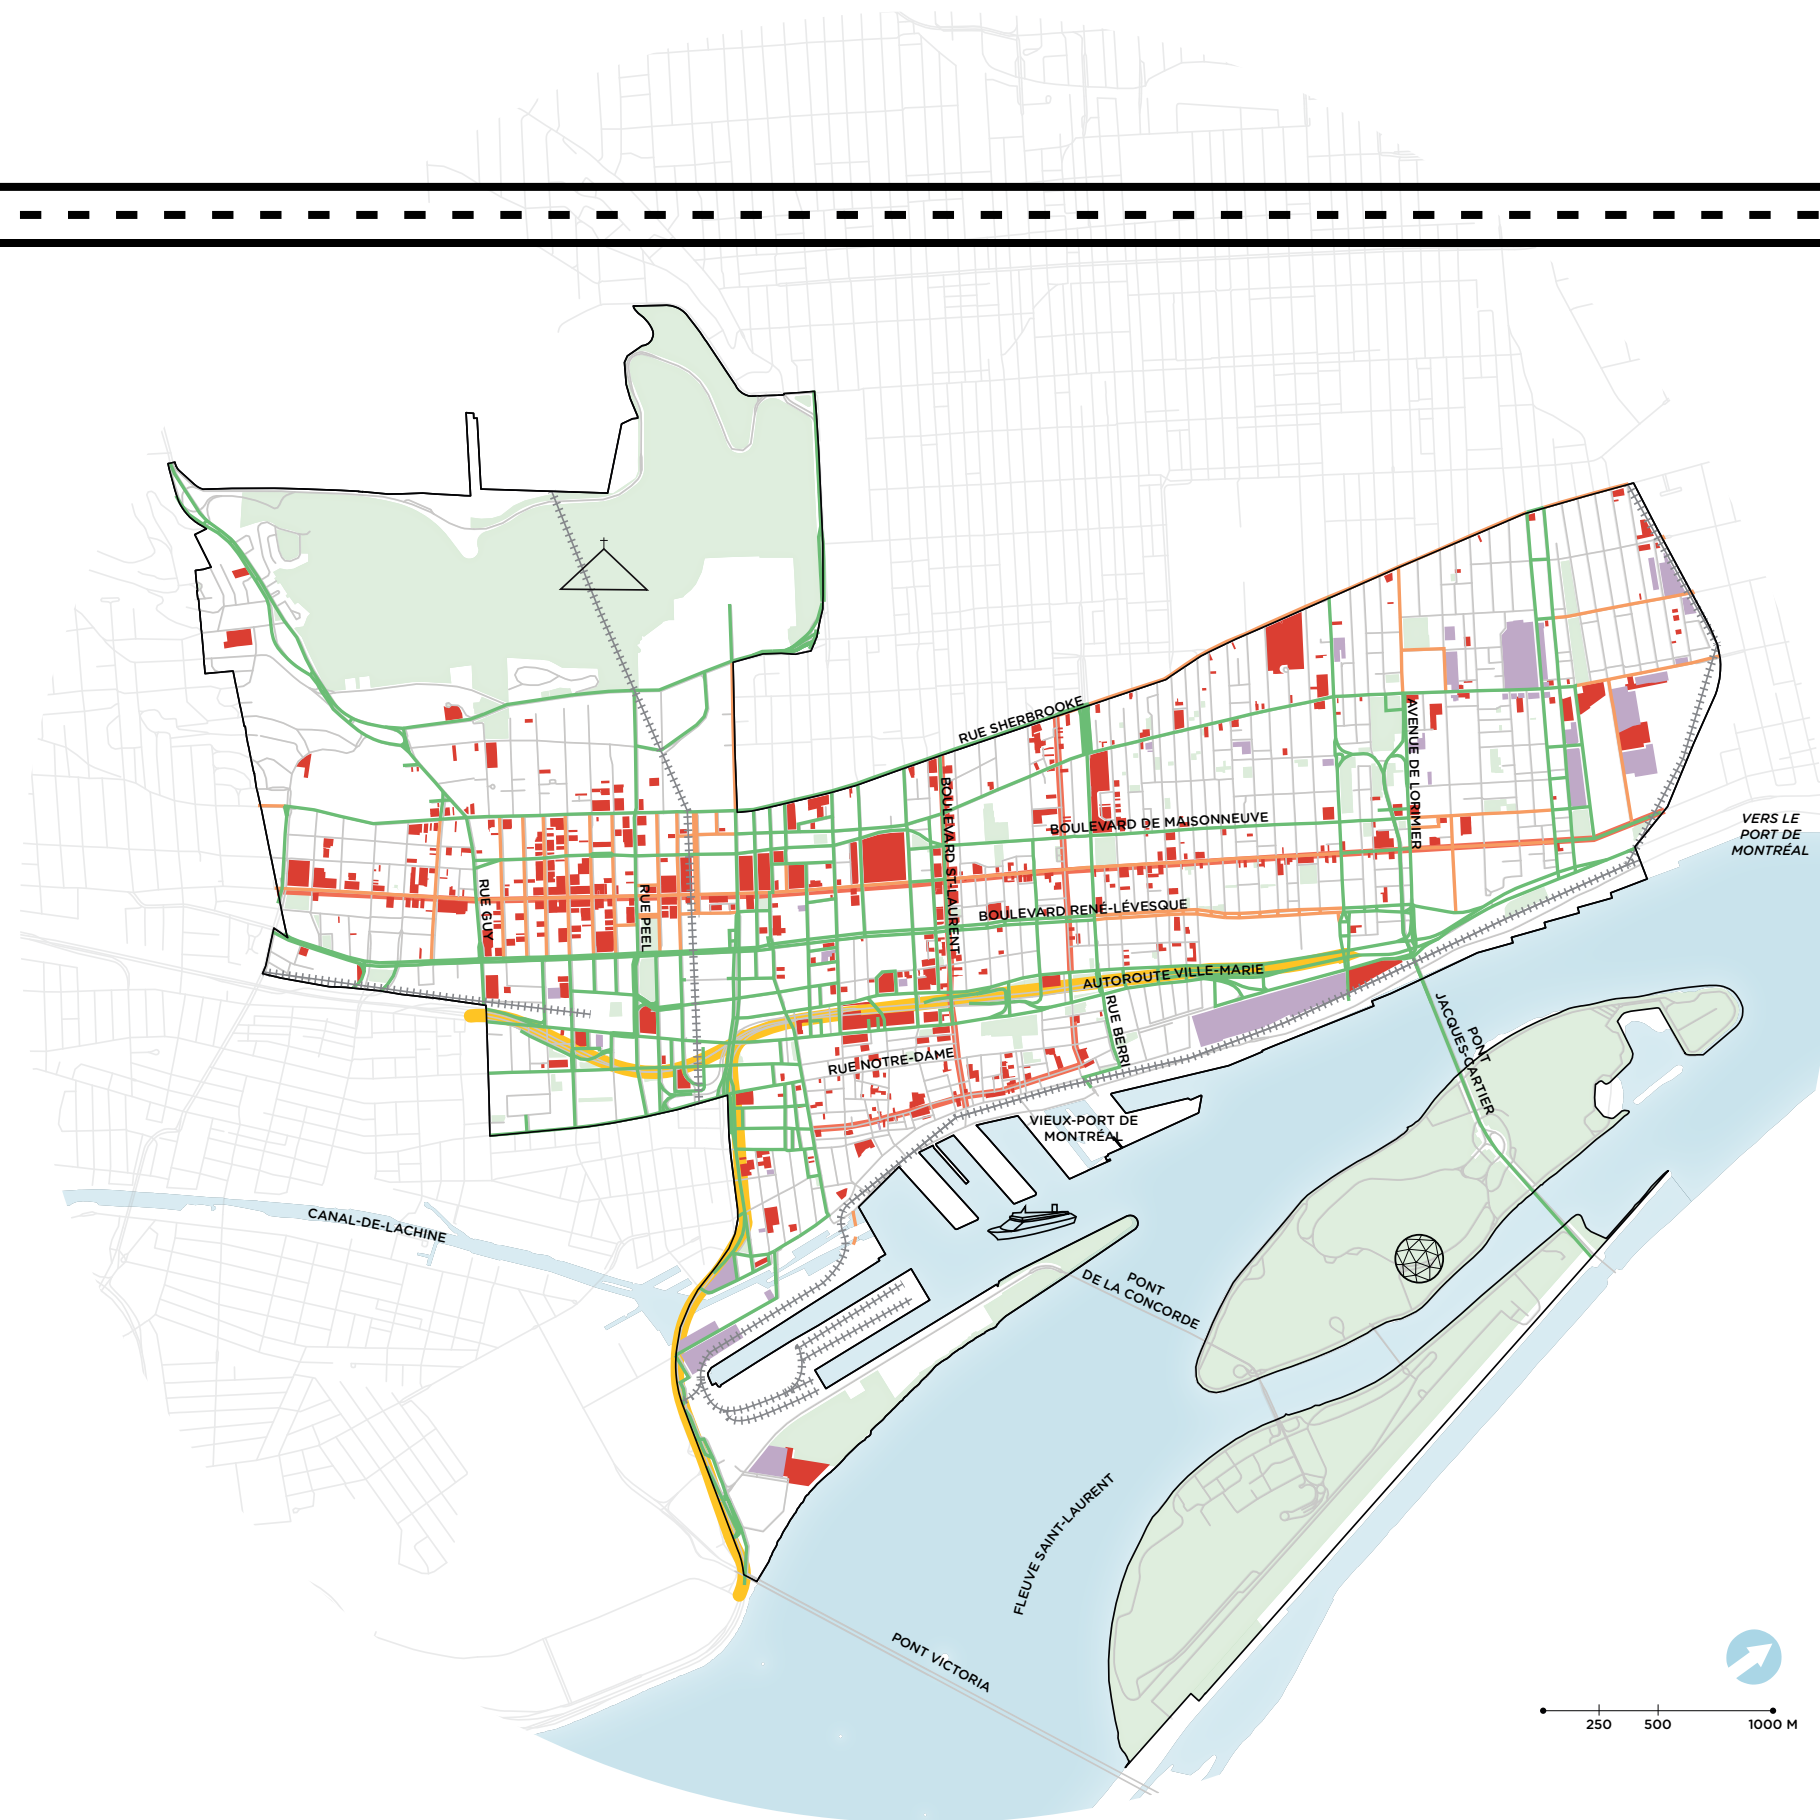 RUE SHERBROOKE
AVENUE DE LORIMIER
BOULEVARD ST-LAURENT
BOULEVARD DE MAISONNEUVE
VERS LE
PORT DE
MONTRÉAL
RUE GUY
RUE PEEL
BOULEVARD RENÉ-LÉVESQUE
AUTOROUTE VILLE-MARIE
RUE BERRI
RUE NOTRE-DAME
PONT
JACQUES-CARTIER
VIEUX-PORT DE
MONTRÉAL
CANAL-DE-LACHINE
PONT
DE LA CONCORDE
FLEUVE SAINT-LAURENT
PONT VICTORIA
250 500 1000 M